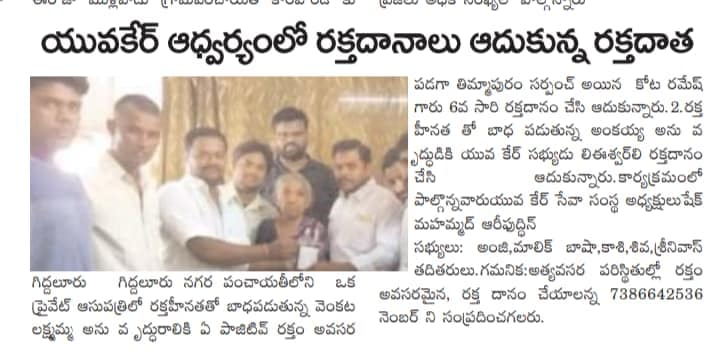 యువకేర్ ఆధ్వర్యంలో రక్తదానాలు ఆదుకున్న రక్తదాత
గిద్దలూరు గిద్దలూరు నగర పంచాయతీలోని ఒక
ప్రైవేట్ ఆసుపత్రిలో రక్తహీనతతో బాధపడుతున్న వెంకట
లక్ష్మమ్మ అను వృద్ధురాలికి ఏ పాజిటివ్ రక్తం అవసర
పడగా తిమ్మాపురం సర్పంచ్ అయిన కోట రమేష్
గారు 6వ సారి రక్తదానం చేసి ఆదుకున్నారు.2.రక్త
హీనత తో బాధ పడుతున్న అంకయ్య అను వ
ృద్ధుడికి యువ కేర్ సభ్యుడు లిఈశ్వర్‌లి రక్తదానం
చేసి ఆదుకున్నారు.కార్యక్రమంలో
పాల్గొన్నవారుయువ కేర్ సేవా సంస్థ అధ్యక్షులుషేక్
మహమ్మద్ ఆరీఫుద్దిన్
సభ్యులు: అంజి,మాలిక్ బాషా,కాశి,శివ,శ్రీనివాస్
తదితరులు.గమనిక:అత్యవసర పరిస్థితుల్లో రక్తం
అవసరమైన, రక్త దానం చేయాలన్న 7386642536
నెంబర్ ని సంప్రదించగలరు.